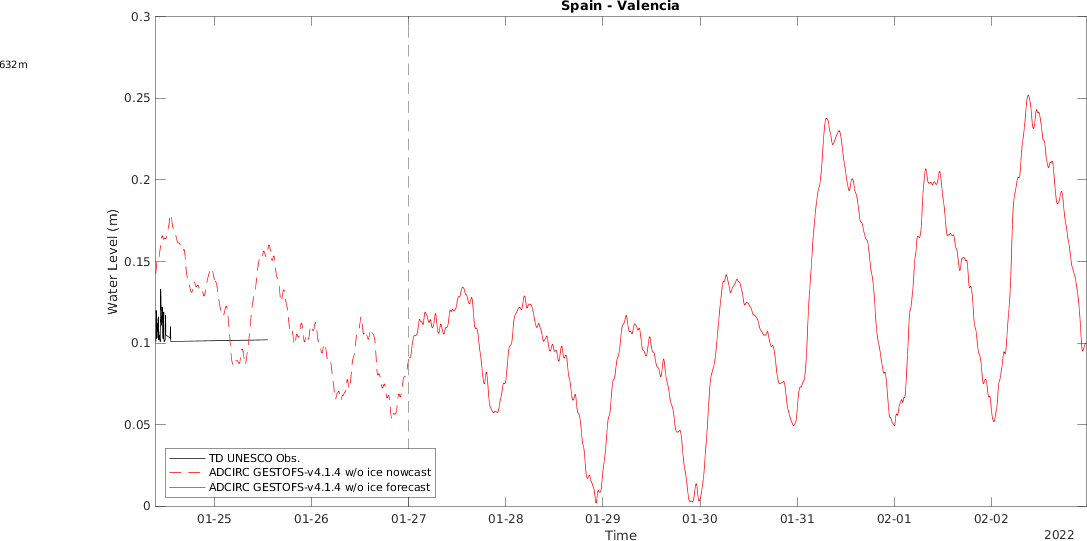 Spain - Valencia
632m
0.3
0.25
0.2
0.15
0.1
0.05
0
Water Level (m)
TD UNESCO Obs.
ADCIRC GESTOFS-v4.1.4 w/o ice nowcast
ADCIRC GESTOFS-v4.1.4 w/o ice forecast
01-25 01-26 01-27 01-28 01-29 01-30 01-31 02-01 02-02
Time
2022